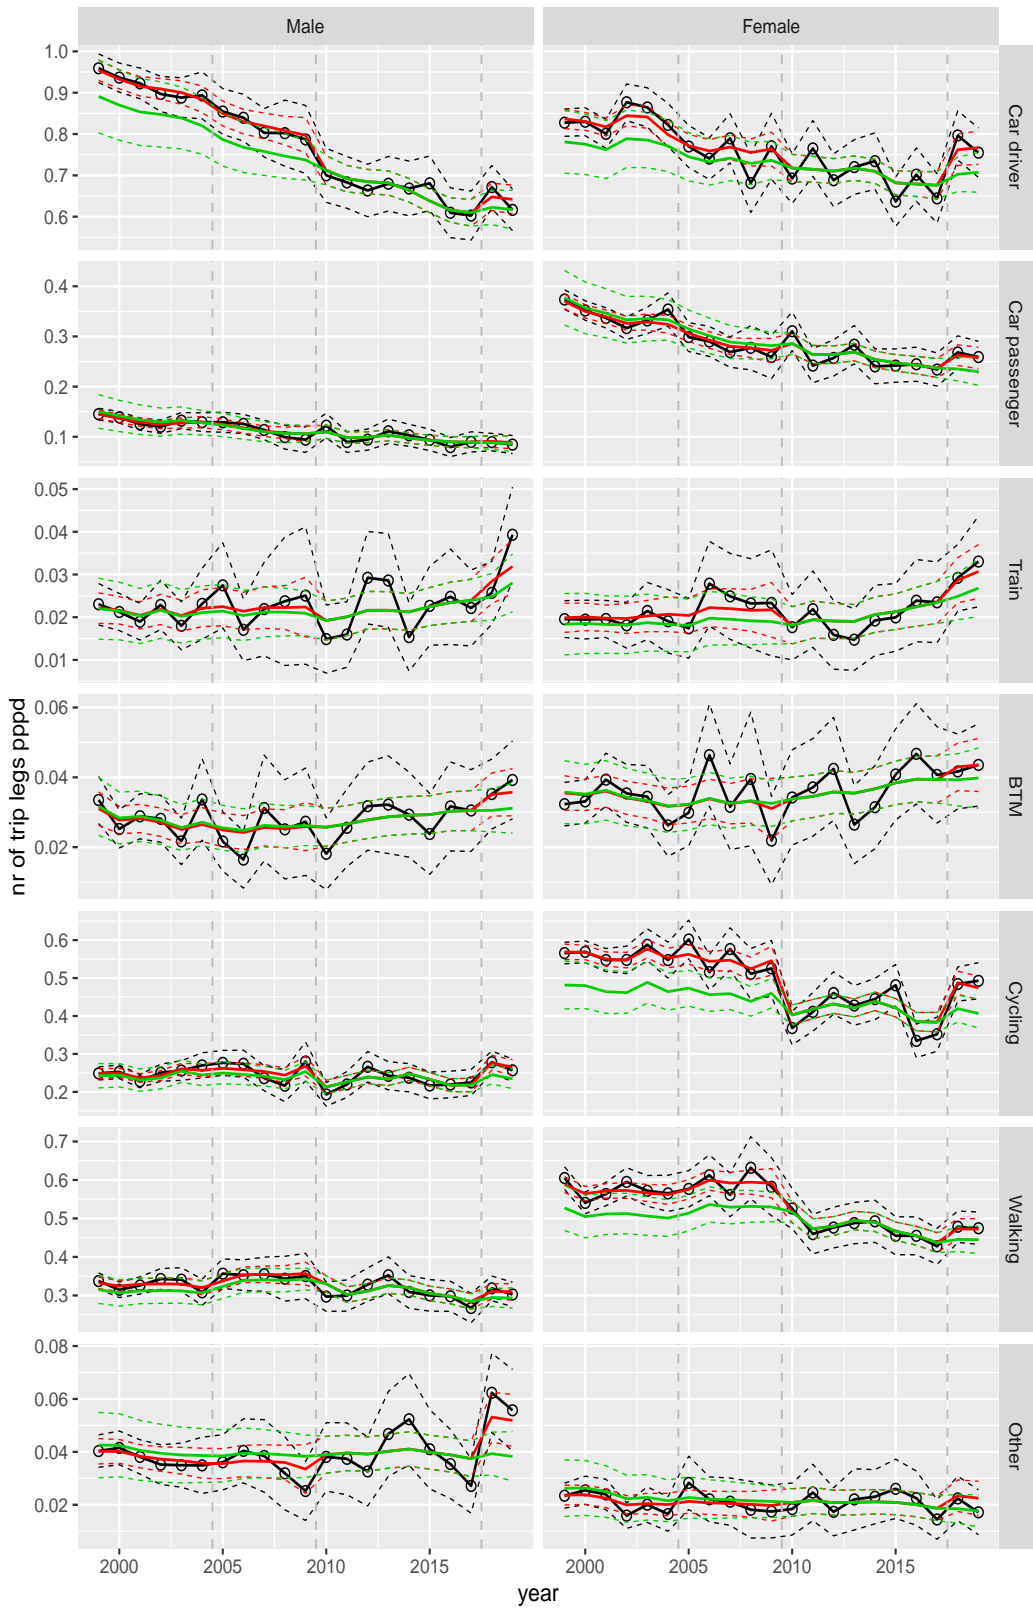 Male Female
1.0
0.9
0.8
0.7
0.6
Car driver
0.4
0.3
0.2
0.1
Car passenger
0.05
0.04
0.03
0.02
0.01
Train
0.06
0.04
0.02
BTM
0.6
0.5
0.4
0.3
0.2
Cycling
0.7
0.6
0.5
0.4
0.3
Walking
0.08
0.06
0.04
0.02
Other
nr of trip legs pppd
2000 2005 2010 2015 2000 2005 2010 2015
year